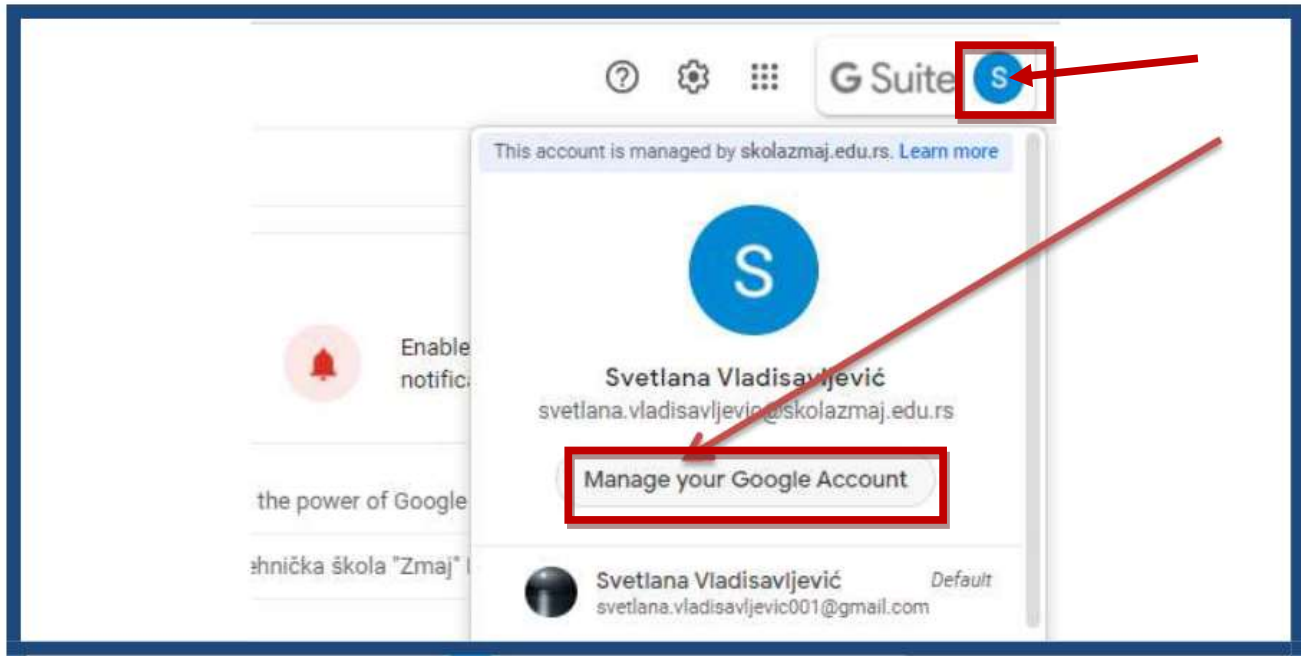 G Suite S
This account is managed by skolazmaj.edu.rs. Learn more
S
Enable
notific
Svetlana Vladisavljević
svetlana.vladisavljevic@skolazmaj.edu.rs
Manage your Google Account
the power of Google
ehnička škola "Zmaj"
Svetlana Vladisavljević Default
svetlana.vladisavljevic001@gmail.com